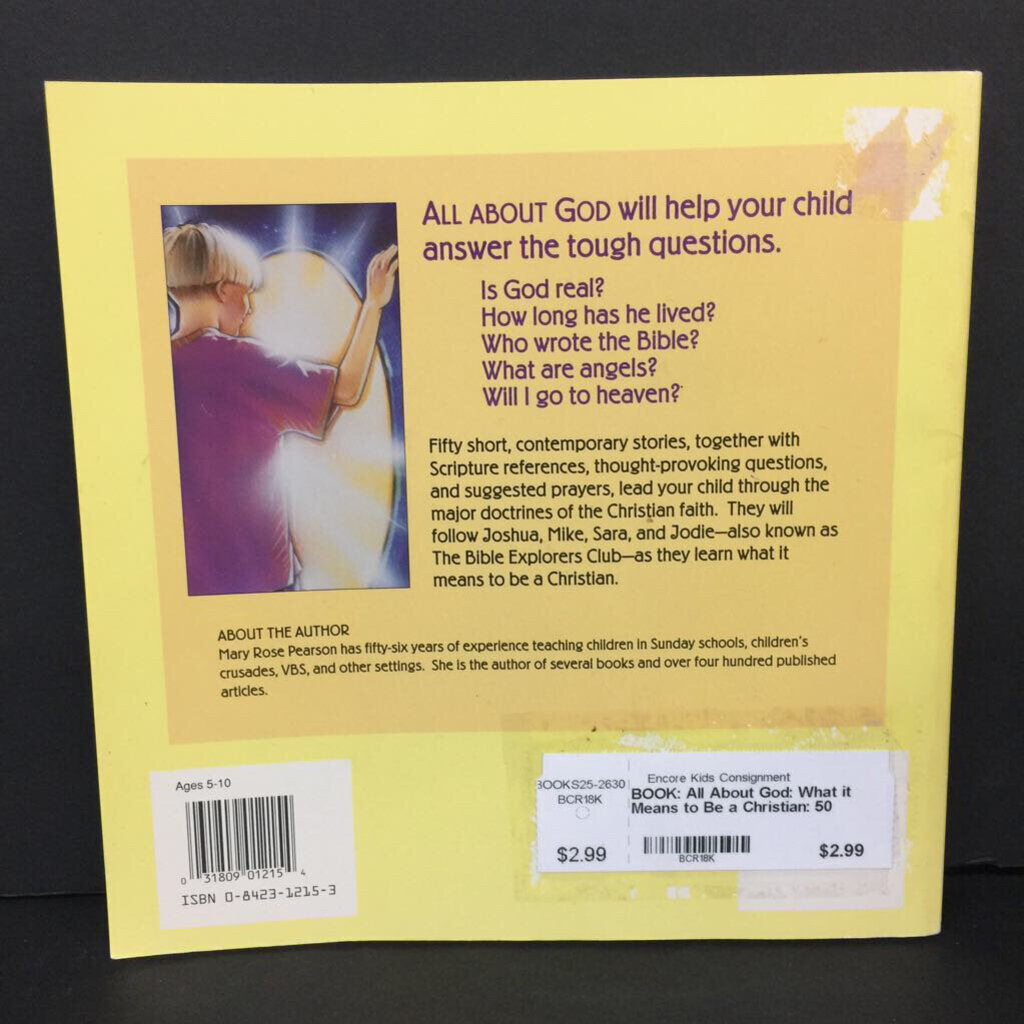 ALL ABOUT GOD will help your child
answer the tough questions.
Is God real?
How long has he lived?
Who wrote the Bible?
What are angels?
Will I go to heaven?
Fifty short, contemporary stories, together with
Scripture references, thought-provoking questions,
and suggested prayers, lead your child through the
major doctrines of the Christian faith. They will
follow Joshua, Mike, Sara, and Jodie—also known as
The Bible Explorers Club—as they learn what it
means to be a Christian.
ABOUT THE AUTHOR
Mary Rose Pearson has fifty-six years of experience teaching children in Sunday schools, children's
crusades, VBS, and other settings. She is the author of several books and over four hundred published
articles.
Ages 5-10
0 31809 01215 4
ISBN 0-8423-1215-3
BOOKS25-2630
BCR18K
$2.99
Encore Kids Consignment
BOOK: All About God: What it
Means to Be a Christian: 50
BCR18K
$2.99